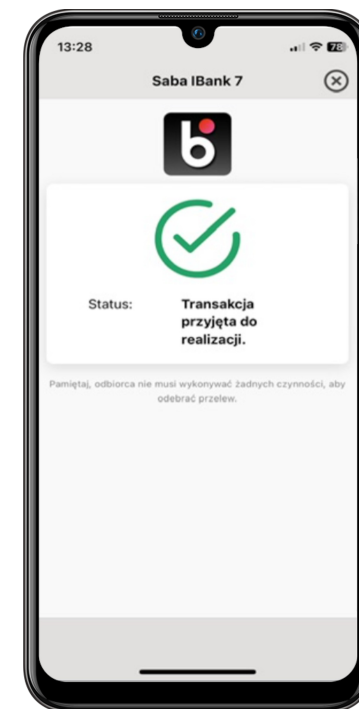 13:28
78
Saba IBank 7
b
Status:
Transakcja
przyjęta do
realizacji.
Pamiętaj, odbiorca nie musi wykonywać żadnych czynności, aby
odebrać przelew.